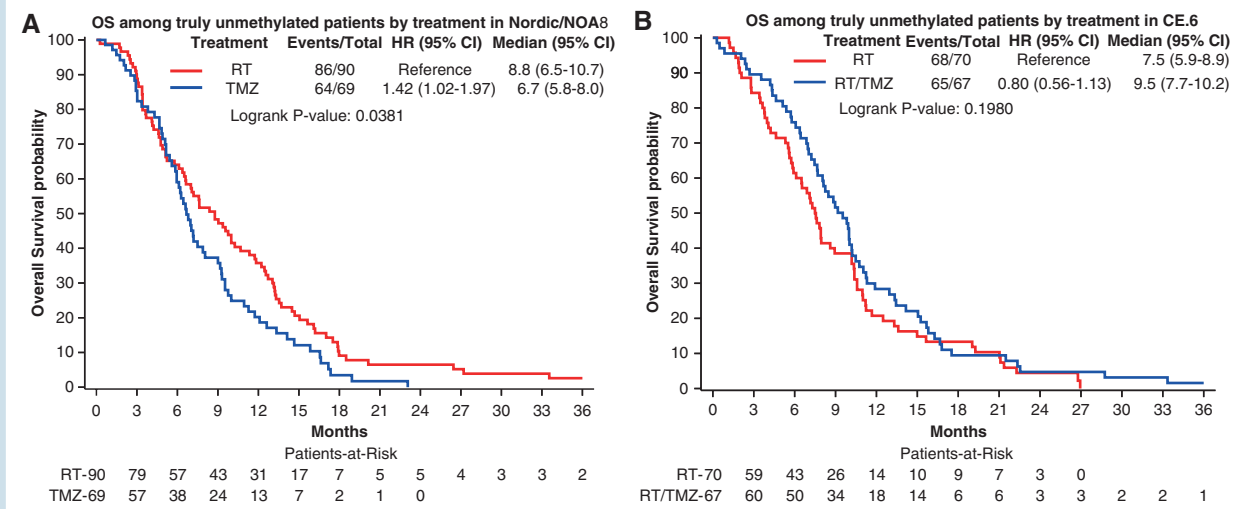 A
OS among truly unmethylated patients by treatment in Nordic/NOA8
Treatment Events/Total HR (95% CI) Median (95% CI)
RT 86/90 Reference 8.8 (6.5-10.7)
TMZ 64/69 1.42 (1.02-1.97) 6.7 (5.8-8.0)
Logrank P-value: 0.0381
Overall Survival probability
100
90
80
70
60
50
40
30
20
10
0
0 3 6 9 12 15 18 21 24 27 30 33 36
Months
Patients-at-Risk
RT-90 79 57 43 31 17 7 5 5 4 3 3 2
TMZ-69 57 38 24 13 7 2 1 0
B
OS among truly unmethylated patients by treatment in CE.6
Treatment Events/Total HR (95% CI) Median (95% CI)
RT 68/70 Reference 7.5 (5.9-8.9)
RT/TMZ 65/67 0.80 (0.56-1.13) 9.5 (7.7-10.2)
Logrank P-value: 0.1980
Overall Survival probability
100
90
80
70
60
50
40
30
20
10
0
0 3 6 9 12 15 18 21 24 27 30 33 36
Months
Patients-at-Risk
RT-70 59 43 26 14 10 9 7 3 0
RT/TMZ-67 60 50 34 18 14 6 6 3 3 2 2 1